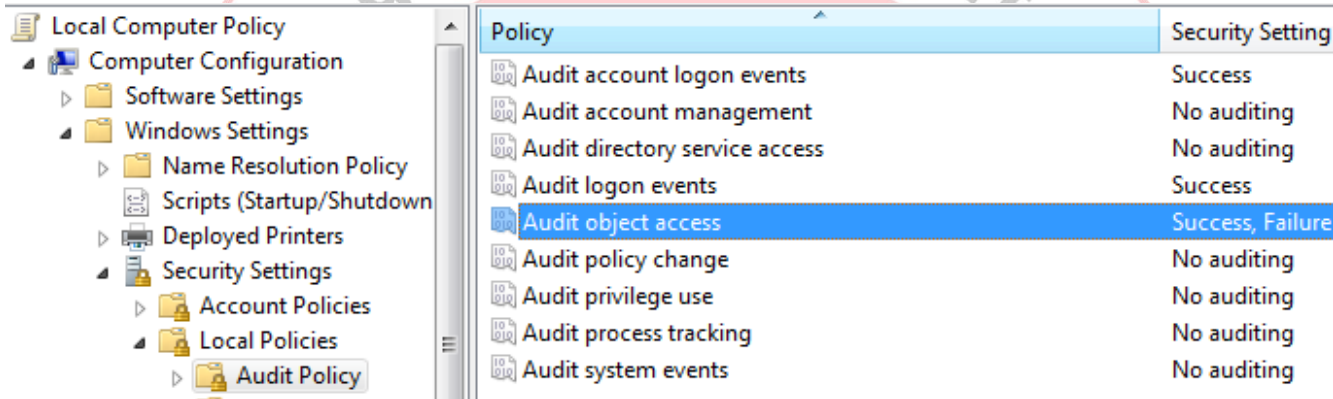 Local Computer Policy
Computer Configuration
Software Settings
Windows Settings
Name Resolution Policy
Scripts (Startup/Shutdown
Deployed Printers
Security Settings
Account Policies
Local Policies
Audit Policy
Policy Security Setting
Audit account logon events Success
Audit account management No auditing
Audit directory service access No auditing
Audit logon events Success
Audit object access Success, Failure
Audit policy change No auditing
Audit privilege use No auditing
Audit process tracking No auditing
Audit system events No auditing